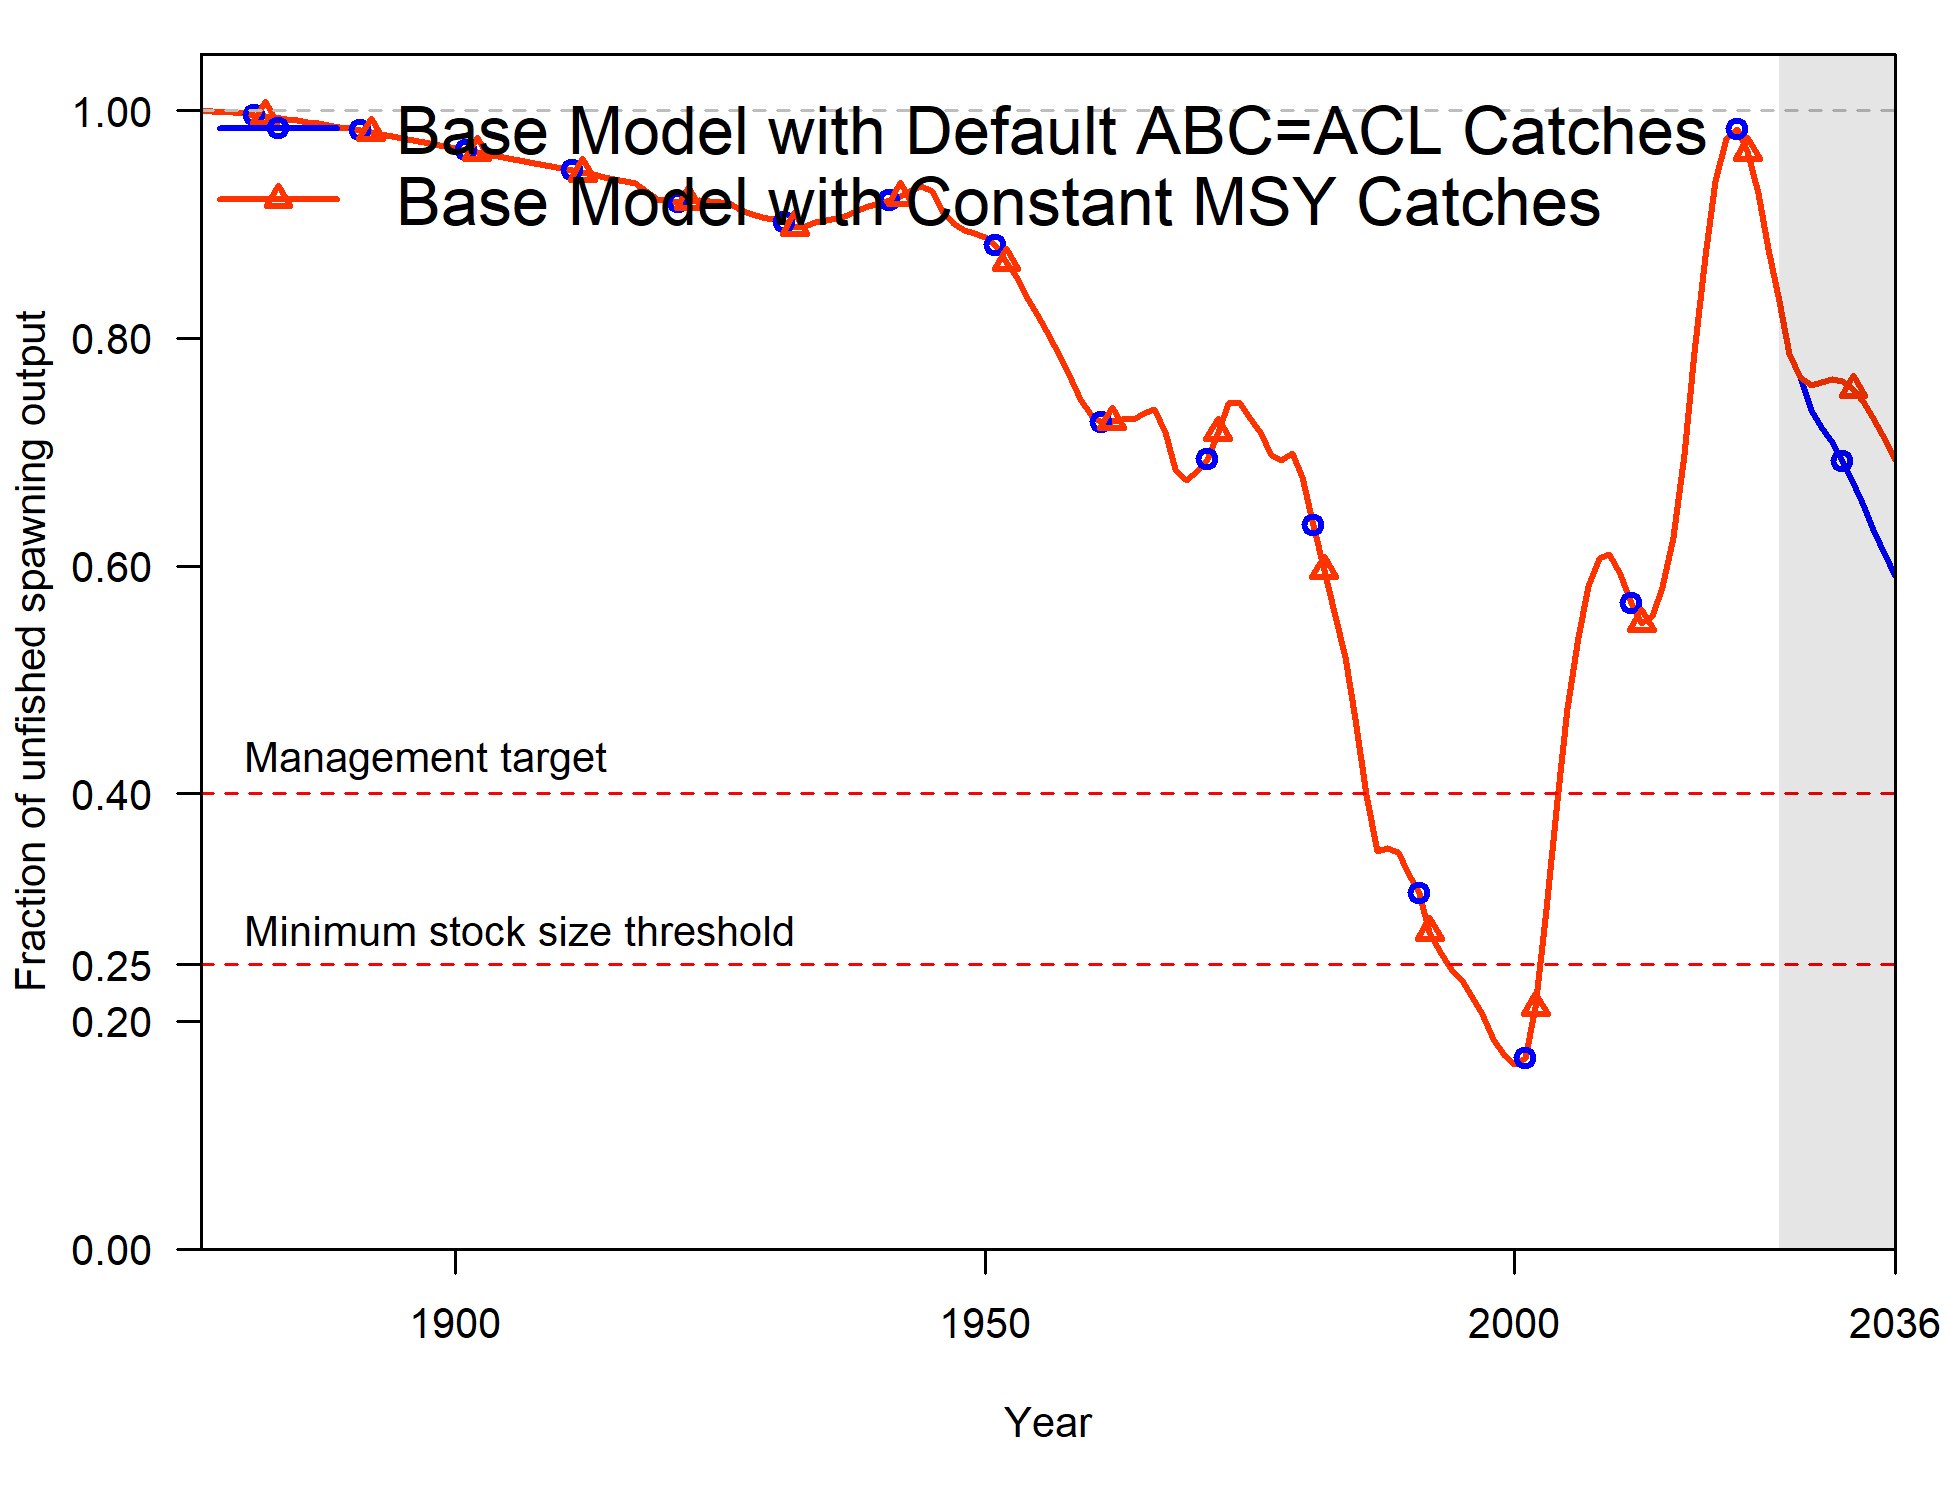 Base Model with Default ABC=ACL Catches
Base Model with Constant MSY Catches
1.00
0.80
0.60
0.40
0.25
0.20
0.00
Fraction of unfished spawning output
Management target
Minimum stock size threshold
1900
1950
2000
2036
Year